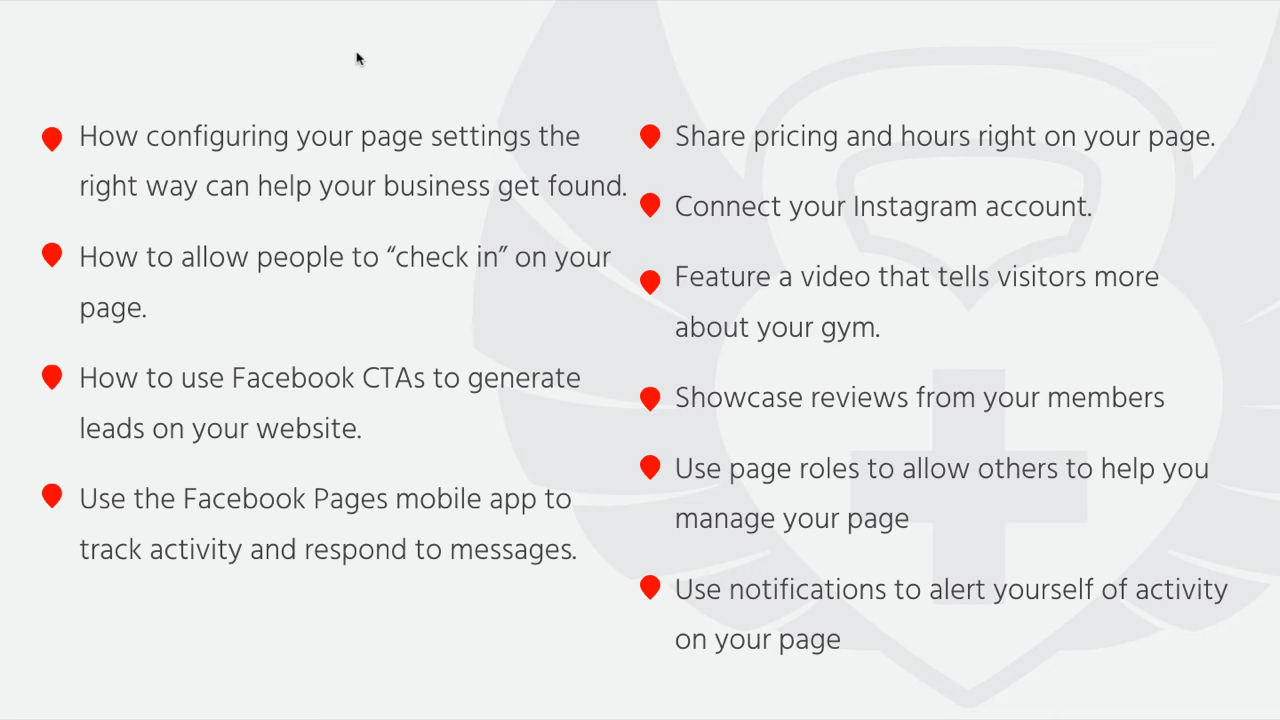 How configuring your page settings the
right way can help your business get found.
How to allow people to “check in” on your
page.
How to use Facebook CTAs to generate
leads on your website.
Use the Facebook Pages mobile app to
track activity and respond to messages.
Share pricing and hours right on your page.
Connect your Instagram account.
Feature a video that tells visitors more
about your gym.
Showcase reviews from your members
Use page roles to allow others to help you
manage your page
Use notifications to alert yourself of activity
on your page